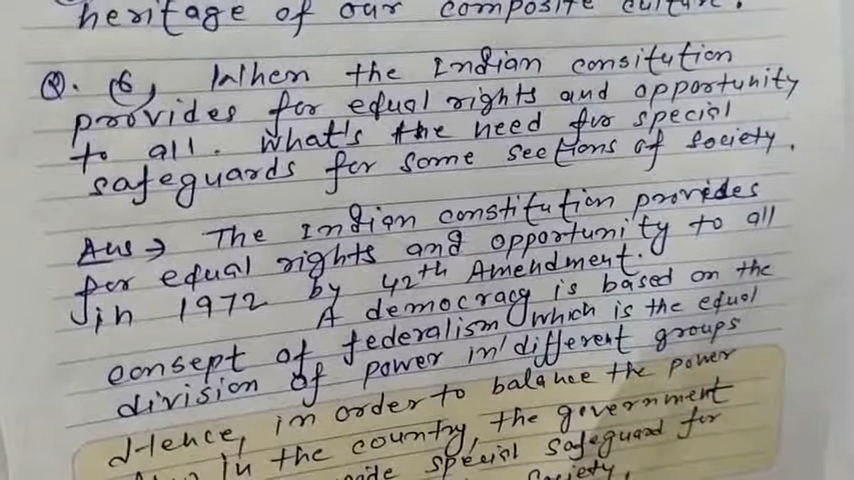 heritage of our composite culture.
Q. 6, When the Indian consitution
provides for equal rights and opportunity
to all. What's the need for special
safeguards for some sections of society.
Ans → The Indian constitution provides
for equal rights and opportunity to all
in 1972 by 42th Amendment.
A democracy is based on the
consept of federalism which is the equal
division of power in different groups
Hence, in order to balance the power
in the country, the government
special safeguard for
society.